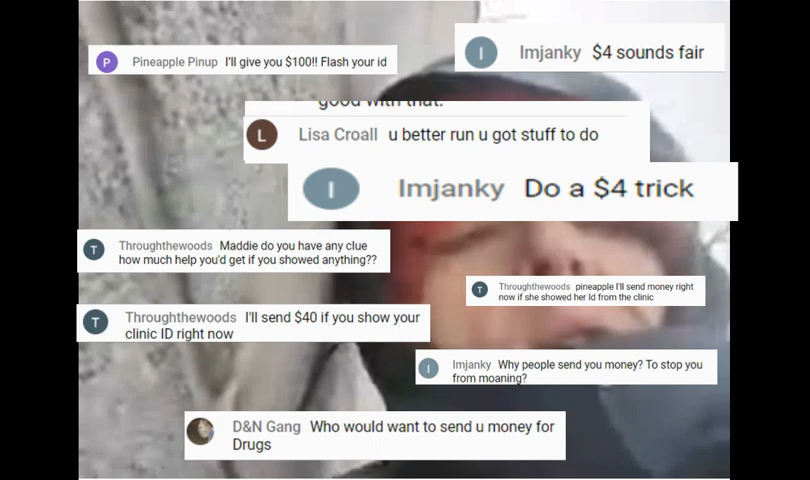 P Pineapple Pinup I'll give you $100!! Flash your id
I Imjanky $4 sounds fair
good with that.
L Lisa Croall u better run u got stuff to do
I Imjanky Do a $4 trick
T Throughthewoods Maddie do you have any clue
how much help you'd get if you showed anything??
T Throughthewoods pineapple I'll send money right
now if she showed her Id from the clinic
T Throughthewoods I'll send $40 if you show your
clinic ID right now
I Imjanky Why people send you money? To stop you
from moaning?
D&N Gang Who would want to send u money for
Drugs